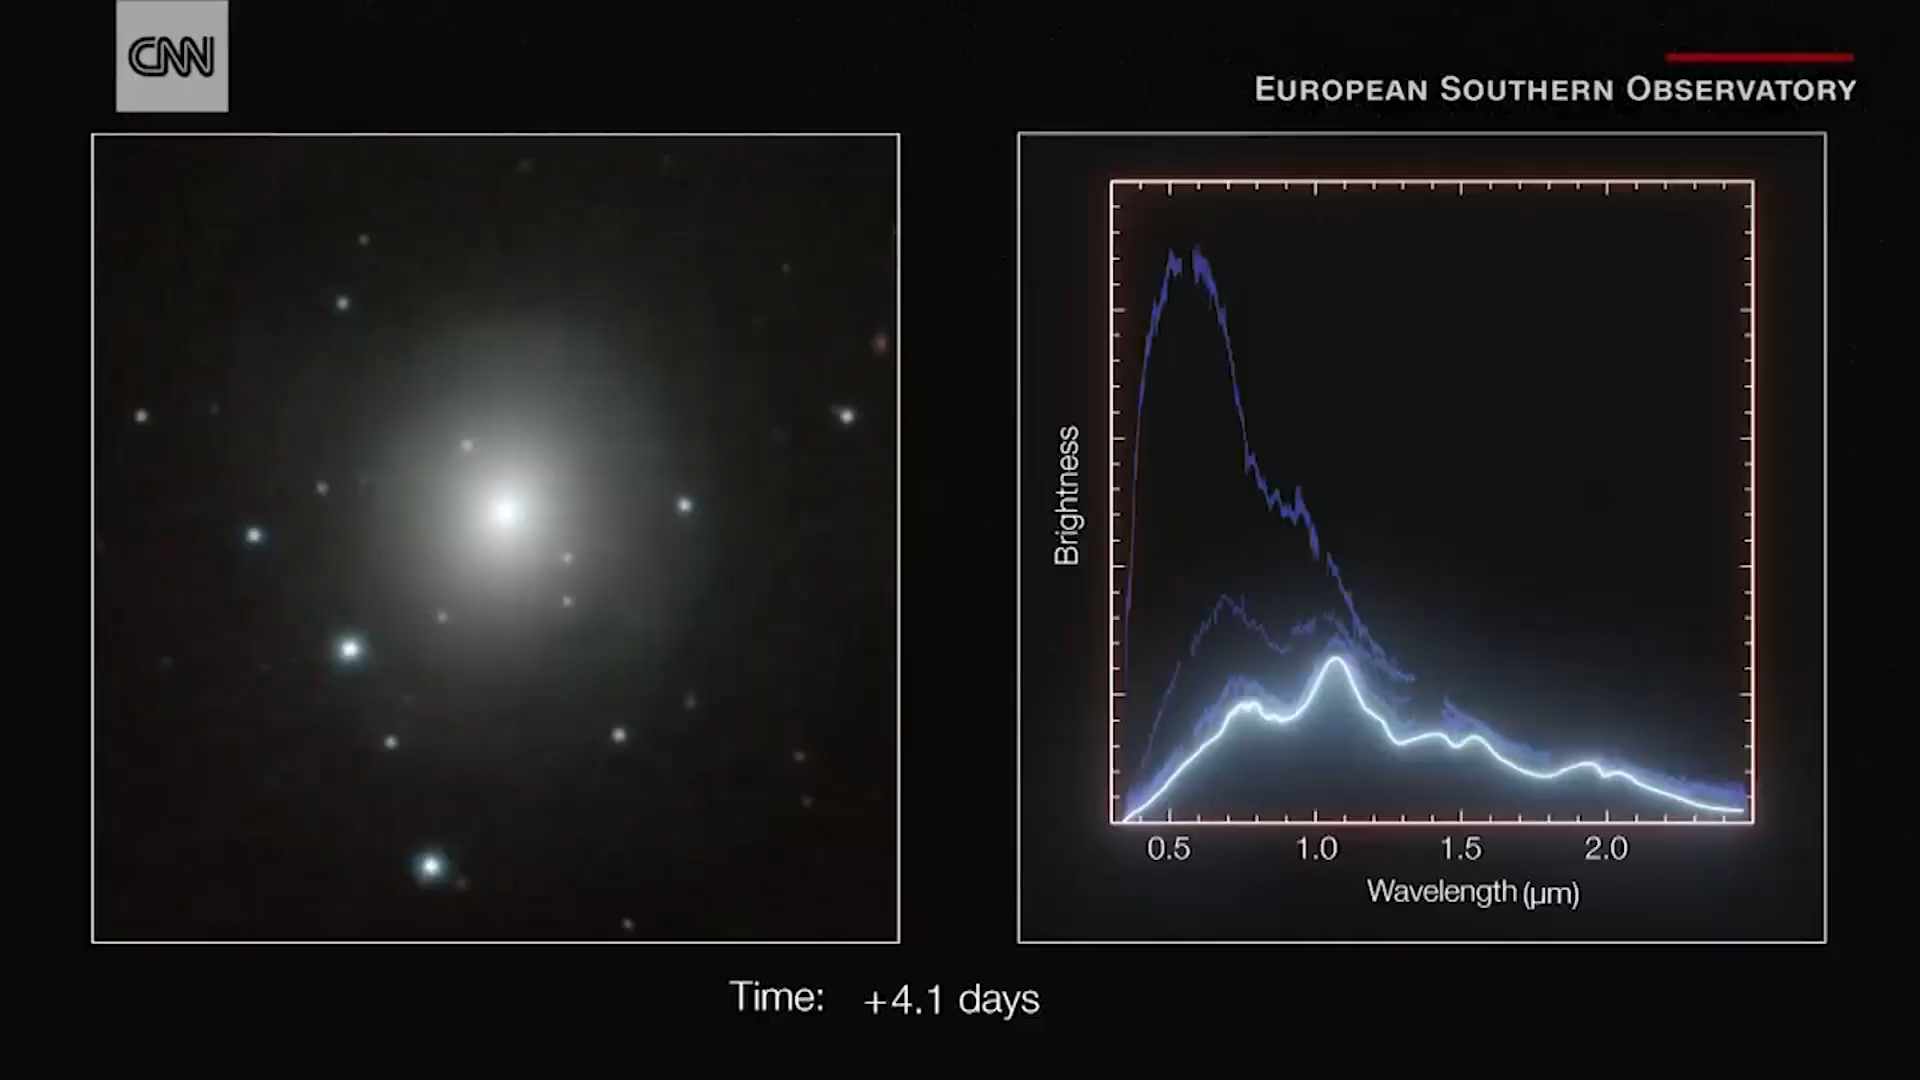 CNN
EUROPEAN SOUTHERN OBSERVATORY
Brightness
0.5 1.0 1.5 2.0
Wavelength (µm)
Time: +4.1 days